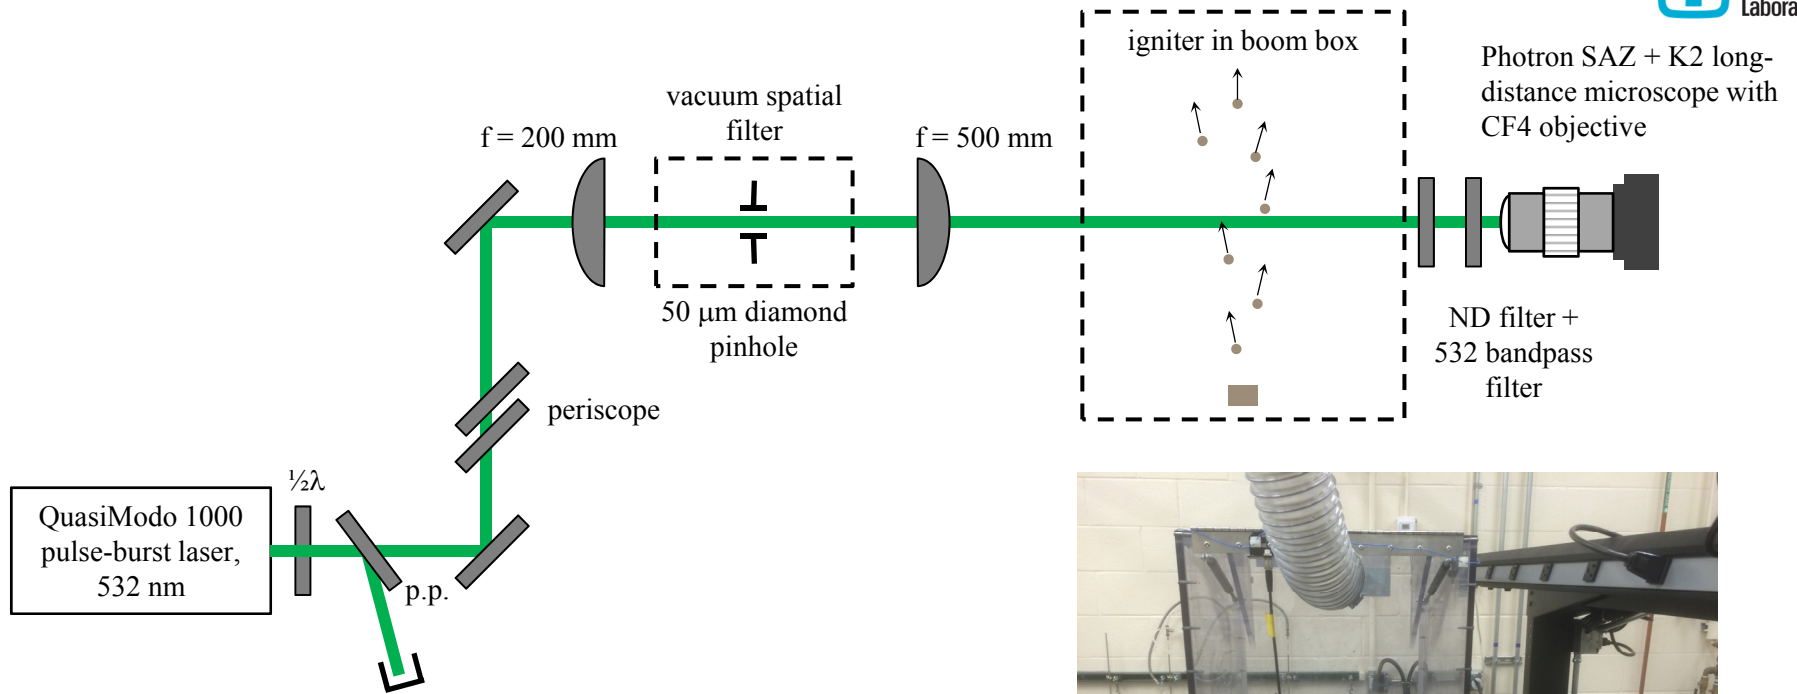 Labora
igniter in boom box
Photron SAZ + K2 long-
distance microscope with
CF4 objective
vacuum spatial
filter
f = 200 mm
f = 500 mm
50 μm diamond
pinhole
ND filter +
532 bandpass
filter
periscope
½λ
QuasiModo 1000
pulse-burst laser,
532 nm
p.p.